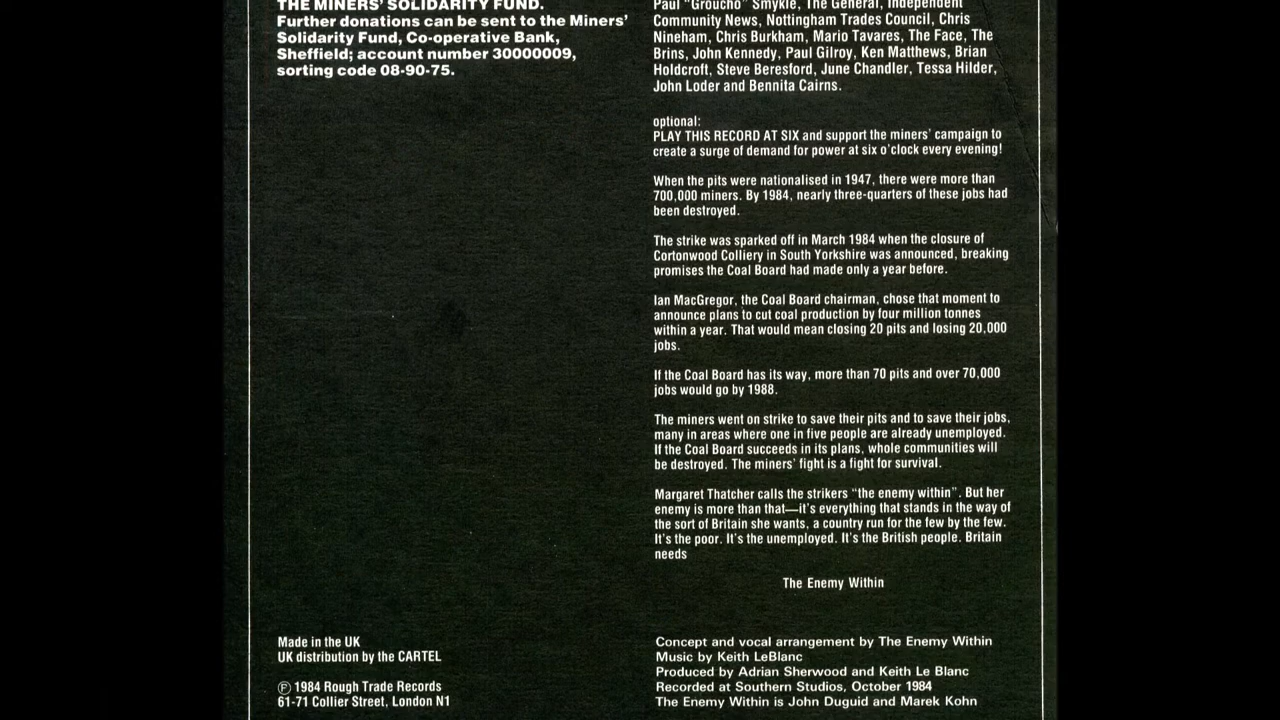 THE MINERS' SOLIDARITY FUND.
Further donations can be sent to the Miners'
Solidarity Fund, Co-operative Bank,
Sheffield; account number 30000009,
sorting code 08-90-75.
Paul "Groucho" Smykle, The General, Independent
Community News, Nottingham Trades Council, Chris
Nineham, Chris Burkham, Mario Tavares, The Face, The
Brins, John Kennedy, Paul Gilroy, Ken Matthews, Brian
Holdcroft, Steve Beresford, June Chandler, Tessa Hilder,
John Loder and Bennita Cairns.
optional:
PLAY THIS RECORD AT SIX and support the miners' campaign to
create a surge of demand for power at six o'clock every evening!
When the pits were nationalised in 1947, there were more than
700,000 miners. By 1984, nearly three-quarters of these jobs had
been destroyed.
The strike was sparked off in March 1984 when the closure of
Cortonwood Colliery in South Yorkshire was announced, breaking
promises the Coal Board had made only a year before.
Ian MacGregor, the Coal Board chairman, chose that moment to
announce plans to cut coal production by four million tonnes
within a year. That would mean closing 20 pits and losing 20,000
jobs.
If the Coal Board has its way, more than 70 pits and over 70,000
jobs would go by 1988.
The miners went on strike to save their pits and to save their jobs,
many in areas where one in five people are already unemployed.
If the Coal Board succeeds in its plans, whole communities will
be destroyed. The miners' fight is a fight for survival.
Margaret Thatcher calls the strikers "the enemy within". But her
enemy is more than that—it's everything that stands in the way of
the sort of Britain she wants, a country run for the few by the few.
It's the poor. It's the unemployed. It's the British people. Britain
needs
The Enemy Within
Made in the UK
UK distribution by the CARTEL
Ⓟ 1984 Rough Trade Records
61-71 Collier Street, London N1
Concept and vocal arrangement by The Enemy Within
Music by Keith LeBlanc
Produced by Adrian Sherwood and Keith Le Blanc
Recorded at Southern Studios, October 1984
The Enemy Within is John Duguid and Marek Kohn